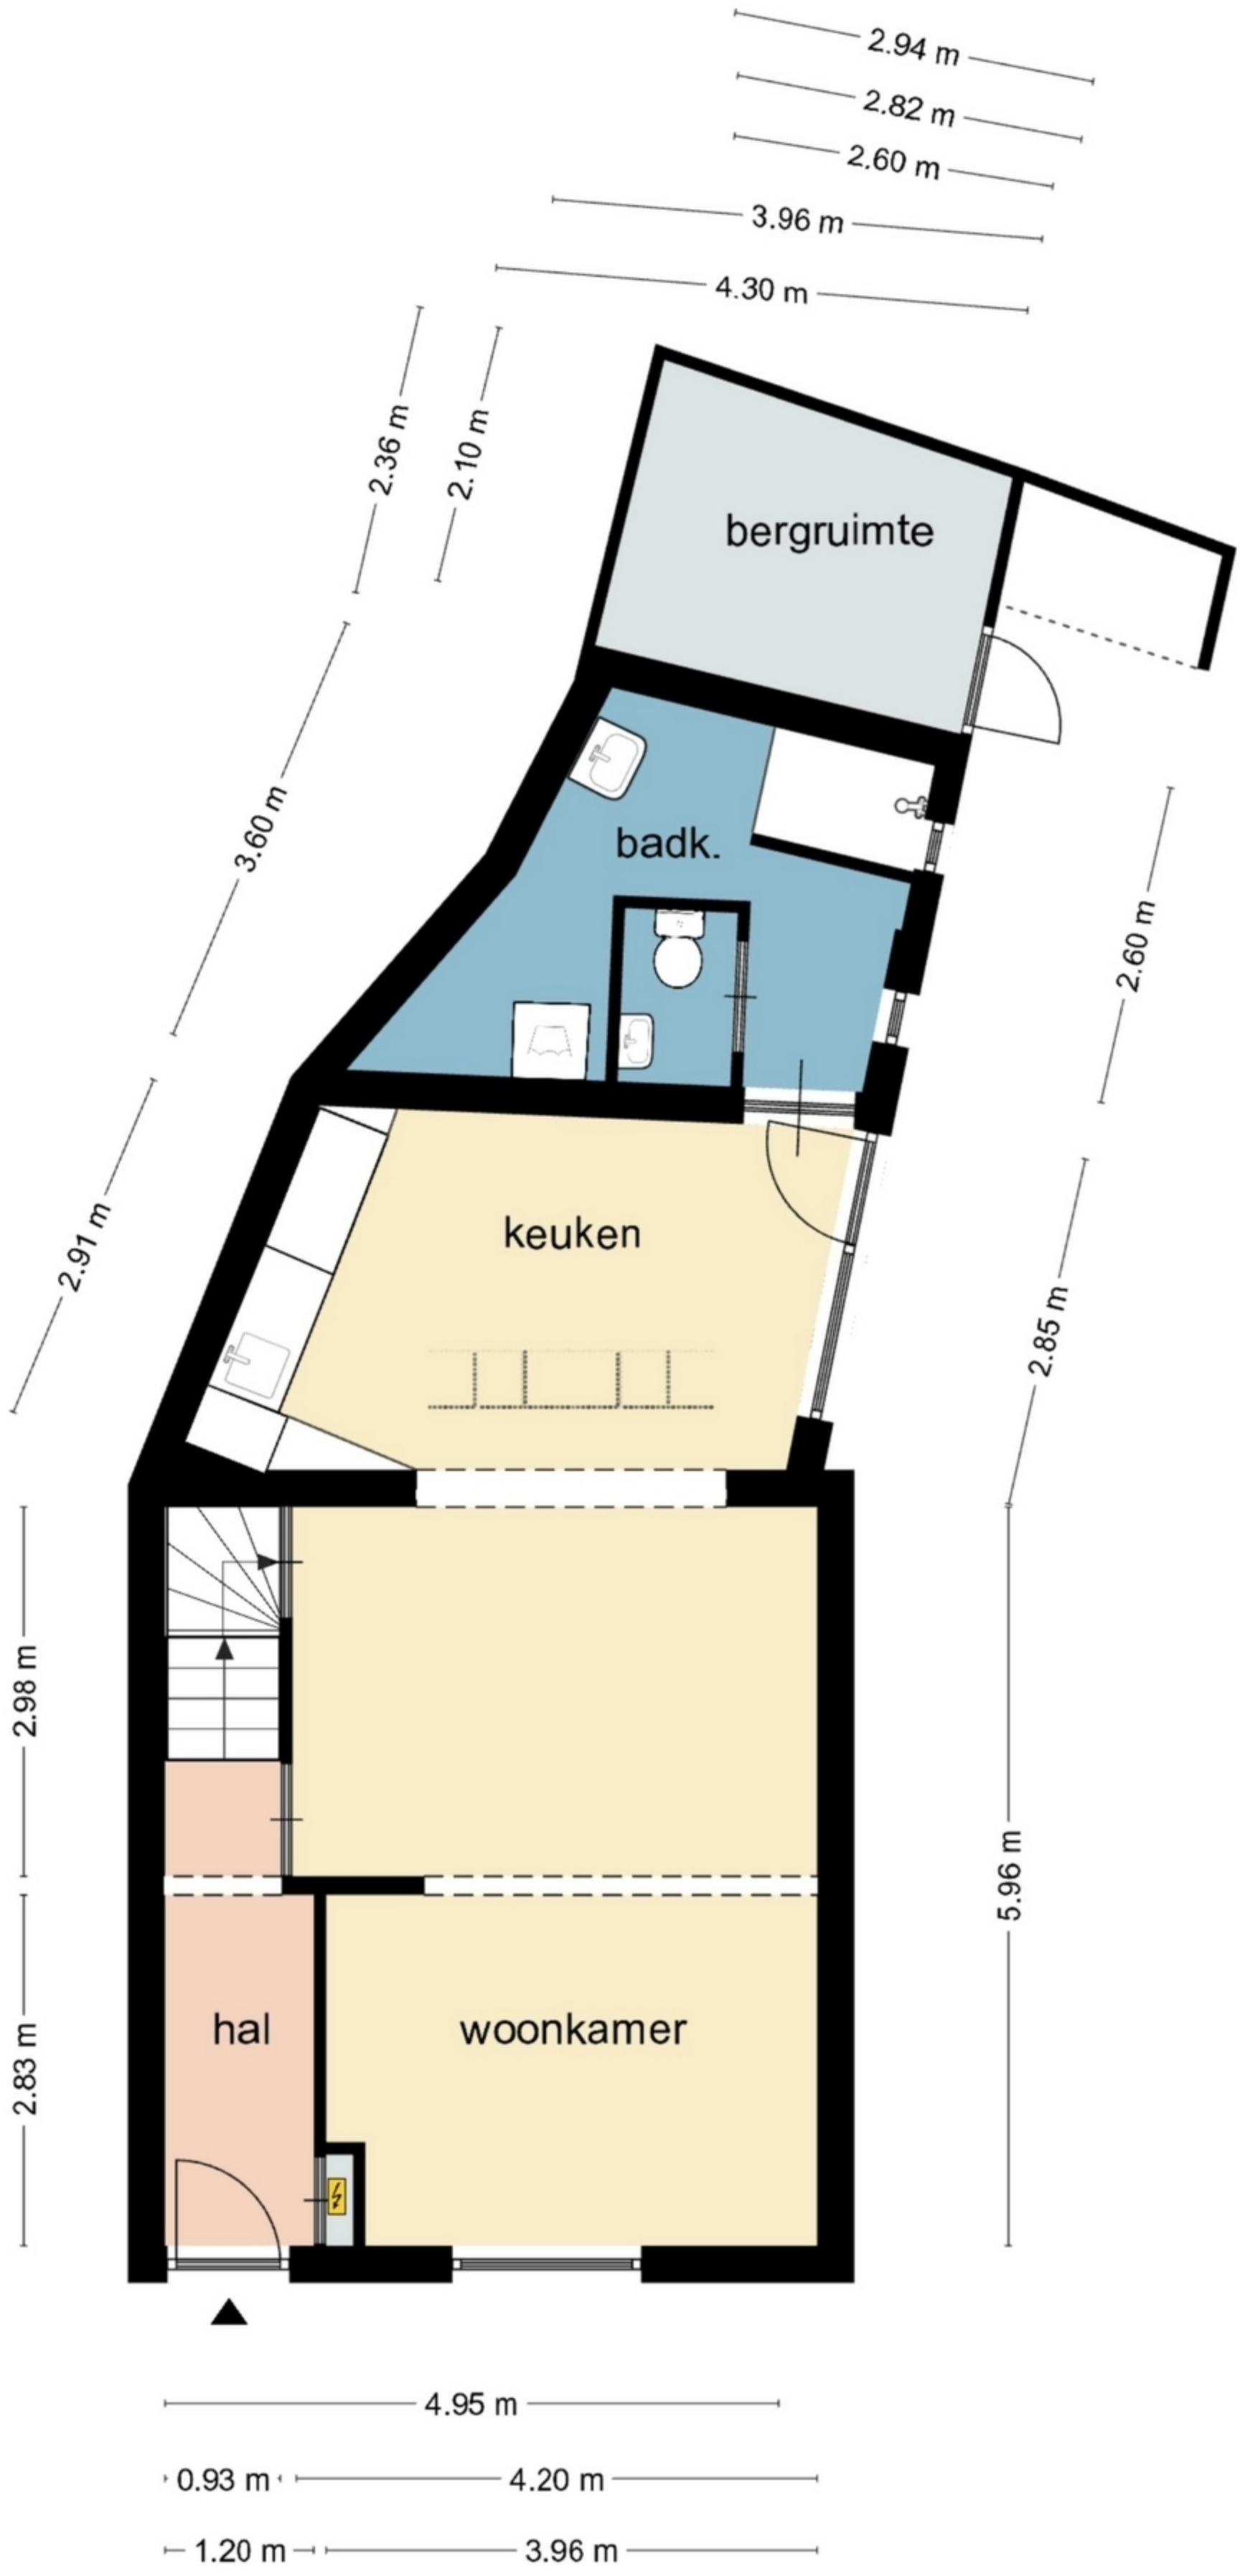 2.94 m
2.82 m
2.60 m
3.96 m
4.30 m
2.36 m
2.10 m
bergruimte
3.60 m
badk.
2.60 m
2.91 m
keuken
2.85 m
2.98 m
5.96 m
2.83 m
hal
woonkamer
4.95 m
0.93 m
4.20 m
1.20 m
3.96 m